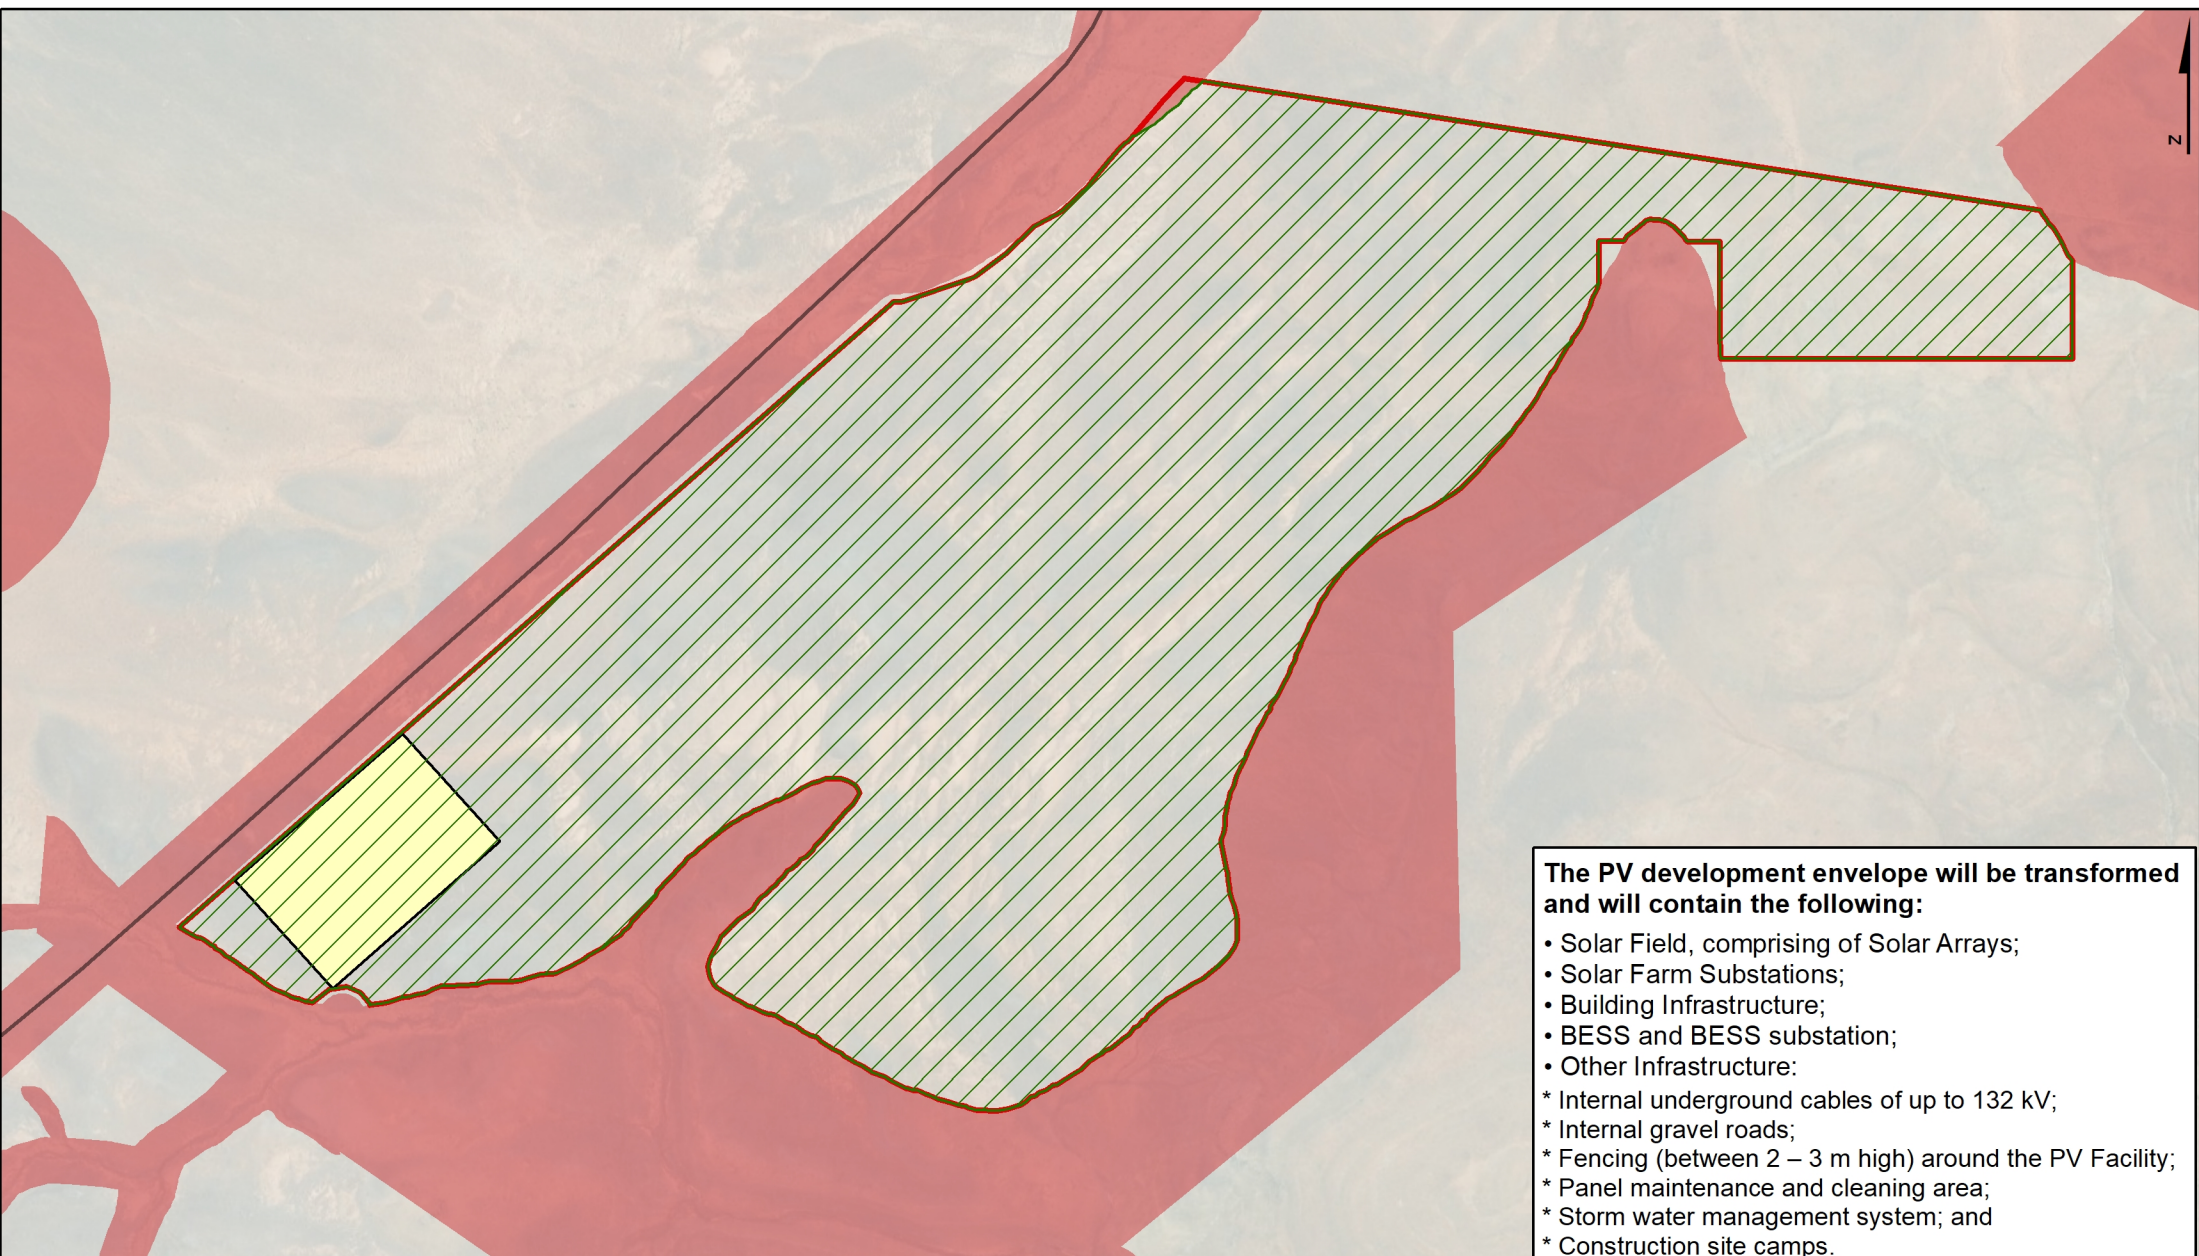 Z
The PV development envelope will be transformed
and will contain the following:
• Solar Field, comprising of Solar Arrays;
• Solar Farm Substations;
• Building Infrastructure;
• BESS and BESS substation;
• Other Infrastructure:
* Internal underground cables of up to 132 kV;
* Internal gravel roads;
* Fencing (between 2 – 3 m high) around the PV Facility;
* Panel maintenance and cleaning area;
* Storm water management system; and
* Construction site camps.